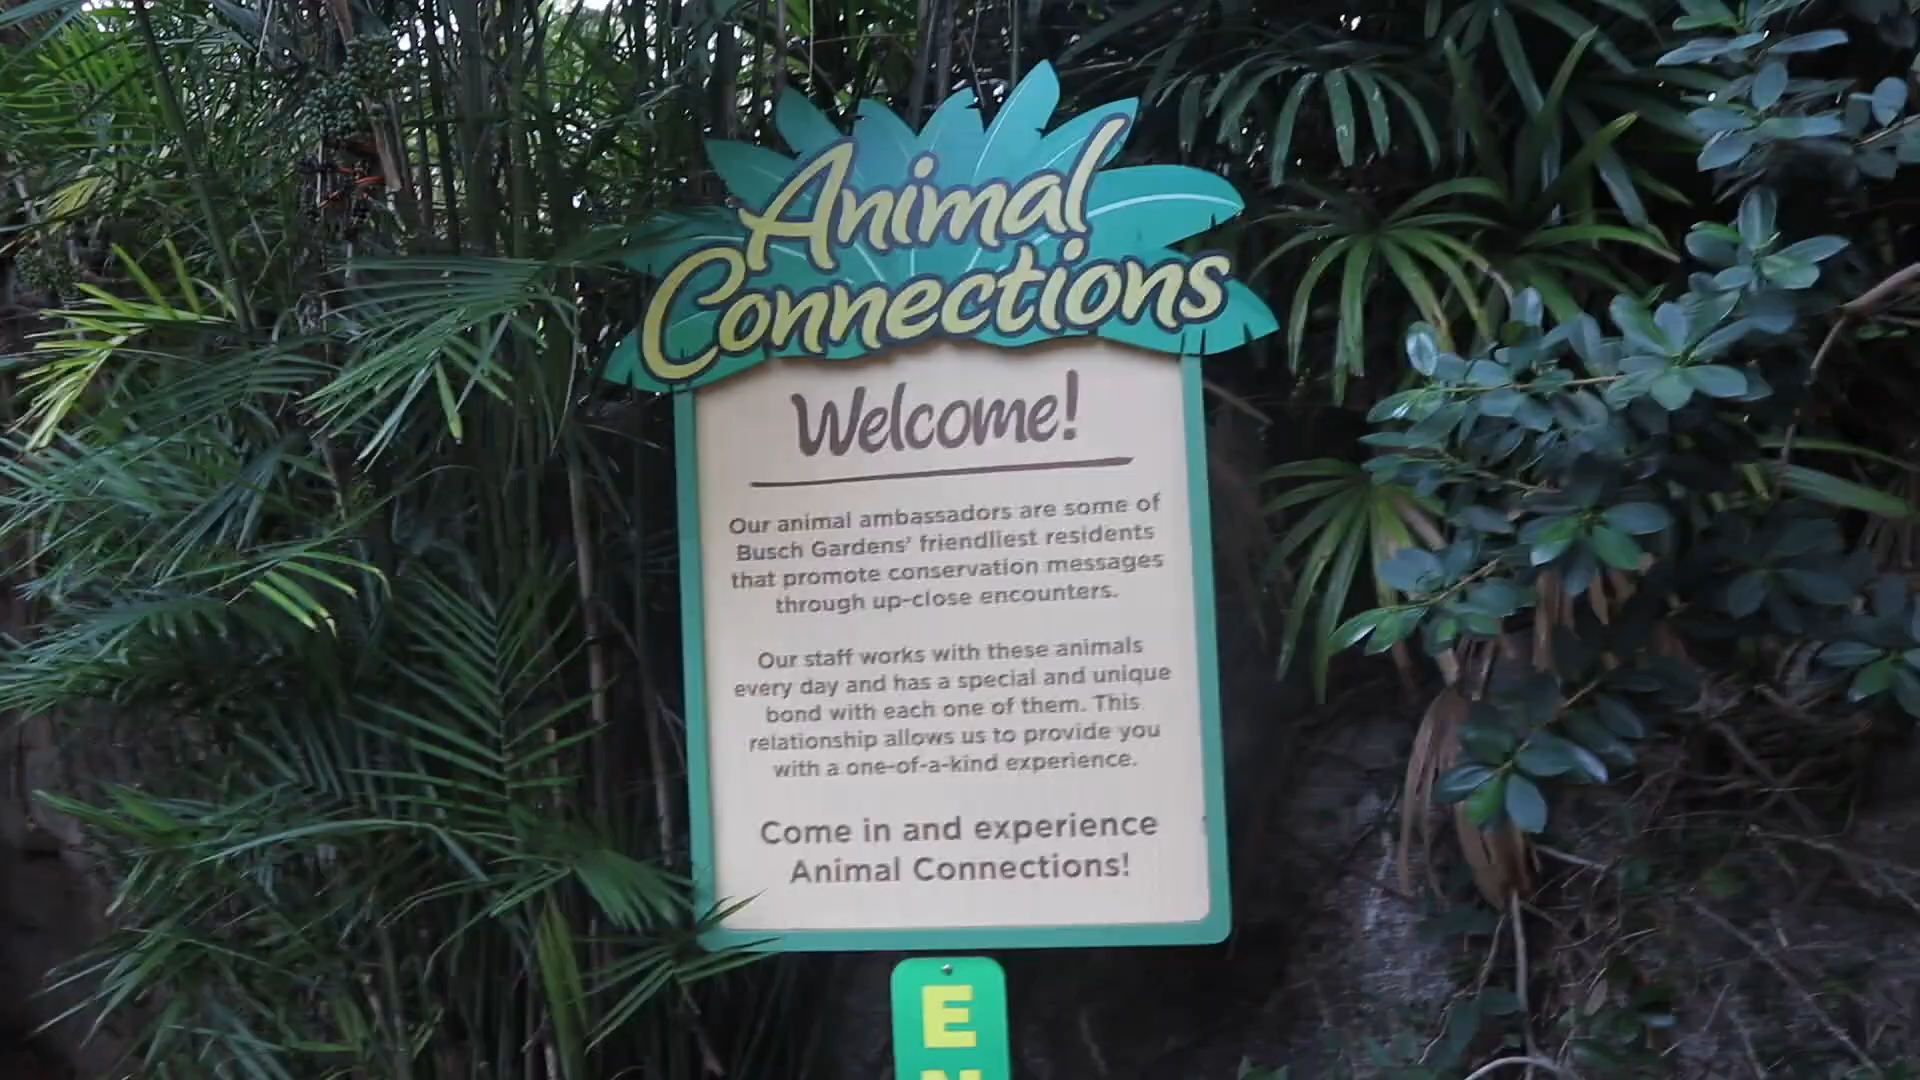 Animal
Connections
Welcome!
Our animal ambassadors are some of
Busch Gardens' friendliest residents
that promote conservation messages
through up-close encounters.
Our staff works with these animals
every day and has a special and unique
bond with each one of them. This
relationship allows us to provide you
with a one-of-a-kind experience.
Come in and experience
Animal Connections!
E